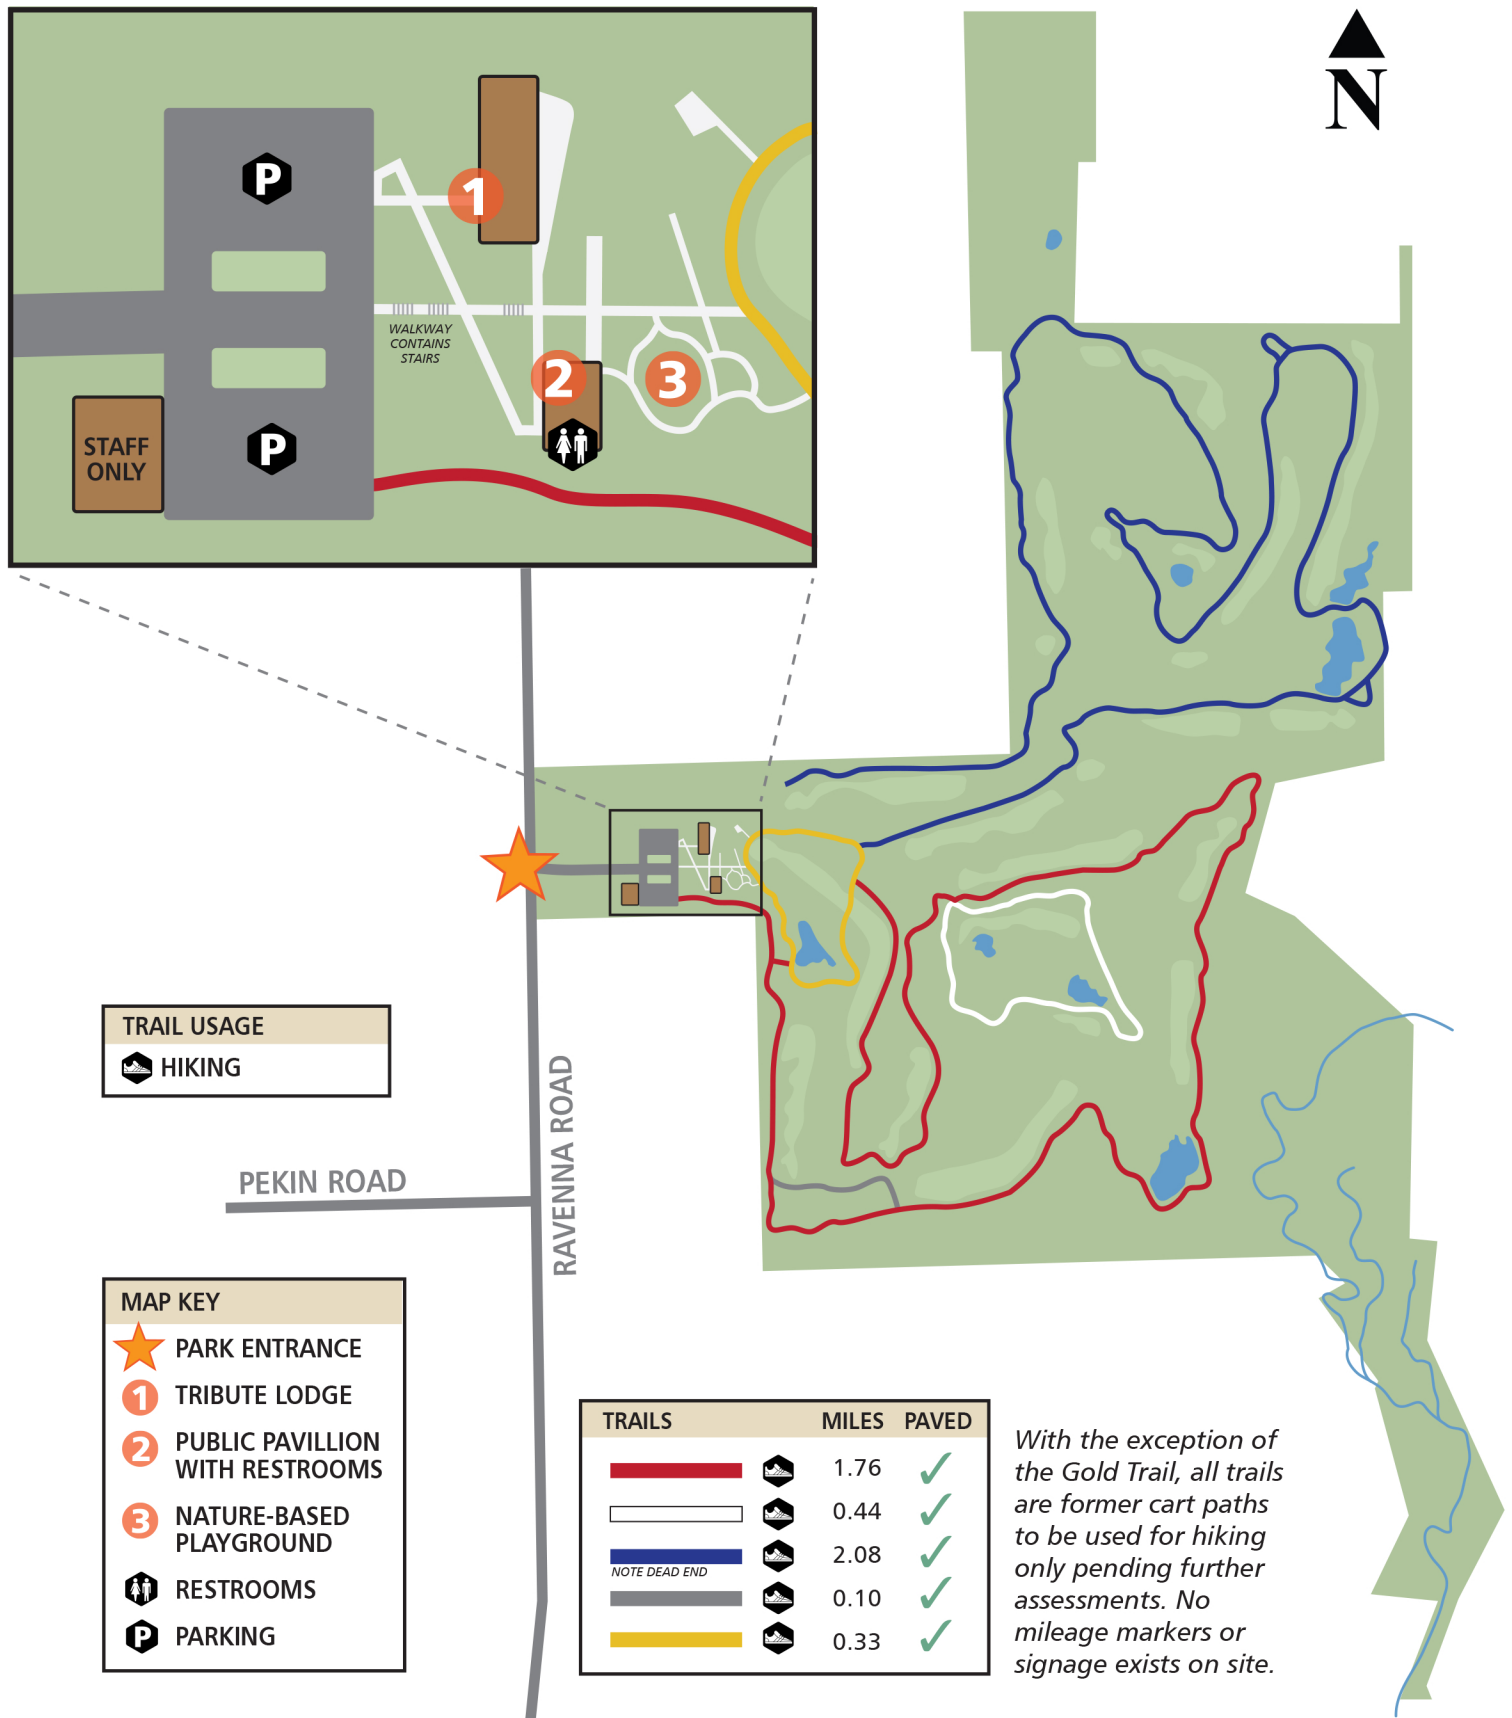 N
P
1
WALKWAY
CONTAINS
STAIRS
2
3
STAFF
ONLY
P
TRAIL USAGE
HIKING
PEKIN ROAD
RAVENNA ROAD
MAP KEY
PARK ENTRANCE
1 TRIBUTE LODGE
2 PUBLIC PAVILLION
WITH RESTROOMS
3 NATURE-BASED
PLAYGROUND
RESTROOMS
P PARKING
TRAILS MILES PAVED
1.76
0.44
2.08
NOTE DEAD END
0.10
0.33
With the exception of
the Gold Trail, all trails
are former cart paths
to be used for hiking
only pending further
assessments. No
mileage markers or
signage exists on site.